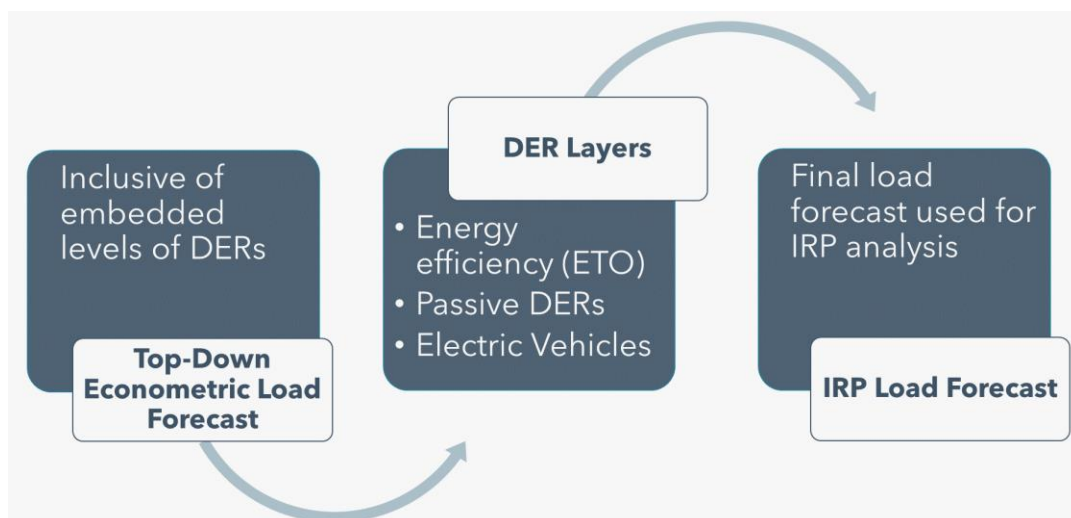 Inclusive of
embedded
levels of DERs
Top-Down
Econometric Load
Forecast
DER Layers
• Energy
efficiency (ETO)
• Passive DERs
• Electric Vehicles
Final load
forecast used for
IRP analysis
IRP Load Forecast